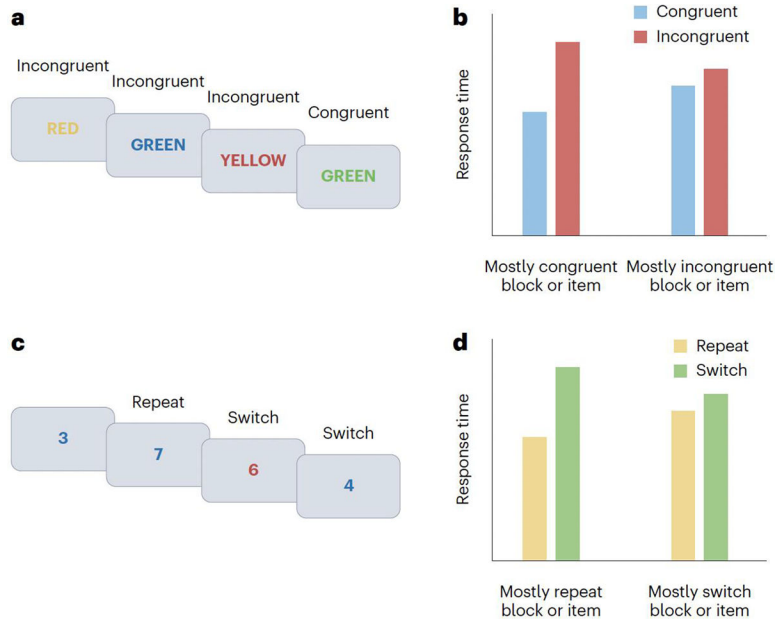 a
Incongruent
Incongruent
Incongruent
Congruent
RED
GREEN
YELLOW
GREEN
b
Congruent
Incongruent
Response time
Mostly congruent
block or item
Mostly incongruent
block or item
c
Repeat
Switch
Switch
3
7
6
4
d
Repeat
Switch
Response time
Mostly repeat
block or item
Mostly switch
block or item